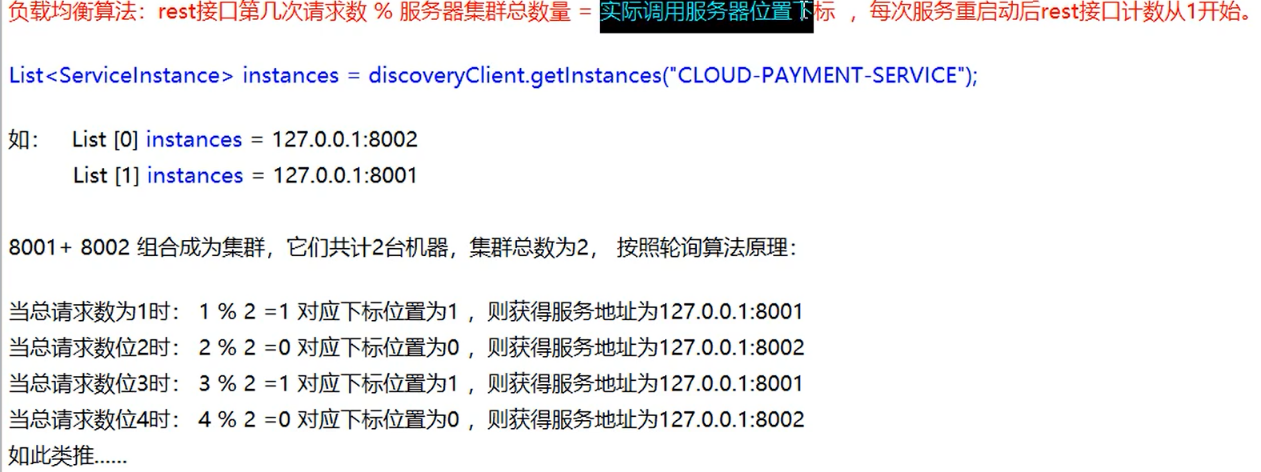 负载均衡算法：rest接口第几次请求数 % 服务器集群总数量 = 实际调用服务器位置下标 ，每次服务重启动后rest接口计数从1开始。
List<ServiceInstance> instances = discoveryClient.getInstances("CLOUD-PAYMENT-SERVICE");
如： List [0] instances = 127.0.0.1:8002
List [1] instances = 127.0.0.1:8001
8001+ 8002 组合成为集群，它们共计2台机器，集群总数为2， 按照轮询算法原理：
当总请求数为1时： 1 % 2 =1 对应下标位置为1 ，则获得服务地址为127.0.0.1:8001
当总请求数位2时： 2 % 2 =0 对应下标位置为0 ，则获得服务地址为127.0.0.1:8002
当总请求数位3时： 3 % 2 =1 对应下标位置为1 ，则获得服务地址为127.0.0.1:8001
当总请求数位4时： 4 % 2 =0 对应下标位置为0 ，则获得服务地址为127.0.0.1:8002
如此类推......